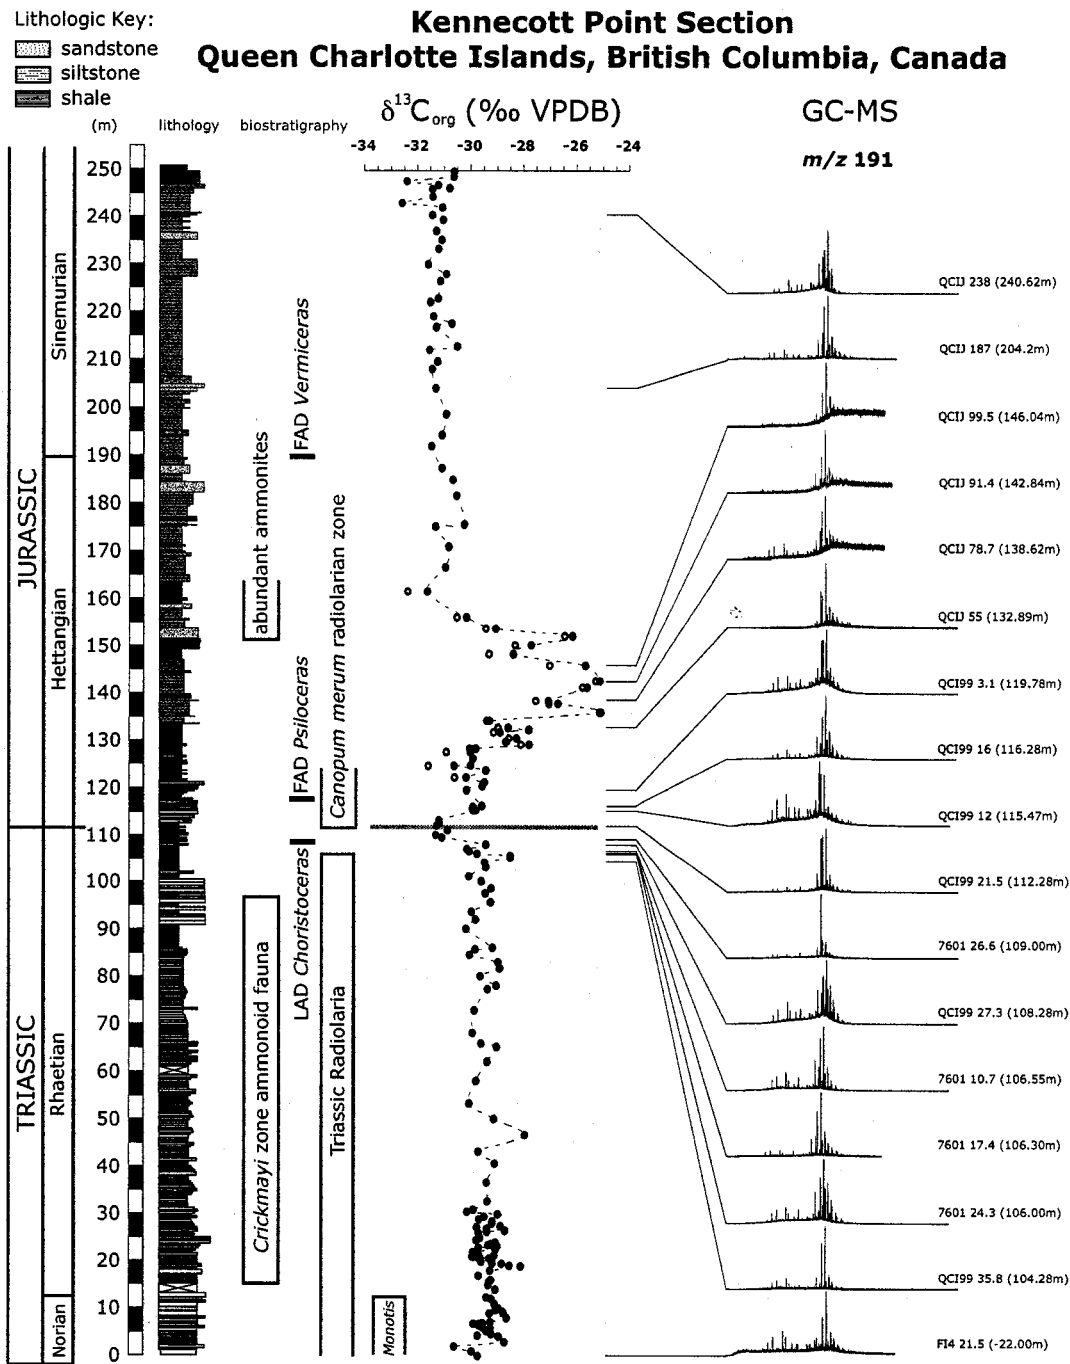 Lithologic Key:
sandstone
siltstone
shale
Kennecott Point Section
Queen Charlotte Islands, British Columbia, Canada
δ13Corg (‰ VPDB)
GC-MS
m/z 191
(m)
lithology
biostratigraphy
-34
-32
-30
-28
-26
-24
250
240
230
220
210
200
190
180
170
160
150
140
130
120
110
100
90
80
70
60
50
40
30
20
10
0
JURASSIC
TRIASSIC
Sinemurian
Hettangian
Rhaetian
Norian
abundant ammonites
Crickmayi zone ammonoid fauna
FAD Vermiceras
FAD Psiloceras
LAD Choristoceras
Canopum merum radiolarian zone
Triassic Radiolaria
Monotis
QCIJ 238 (240.62m)
QCIJ 187 (204.2m)
QCIJ 99.5 (146.04m)
QCIJ 91.4 (142.84m)
QCIJ 78.7 (138.62m)
QCIJ 55 (132.89m)
QCI99 3.1 (119.78m)
QCI99 16 (116.28m)
QCI99 12 (115.47m)
QCI99 21.5 (112.28m)
7601 26.6 (109.00m)
QCI99 27.3 (108.28m)
7601 10.7 (106.55m)
7601 17.4 (106.30m)
7601 24.3 (106.00m)
QCI99 35.8 (104.28m)
FI4 21.5 (-22.00m)